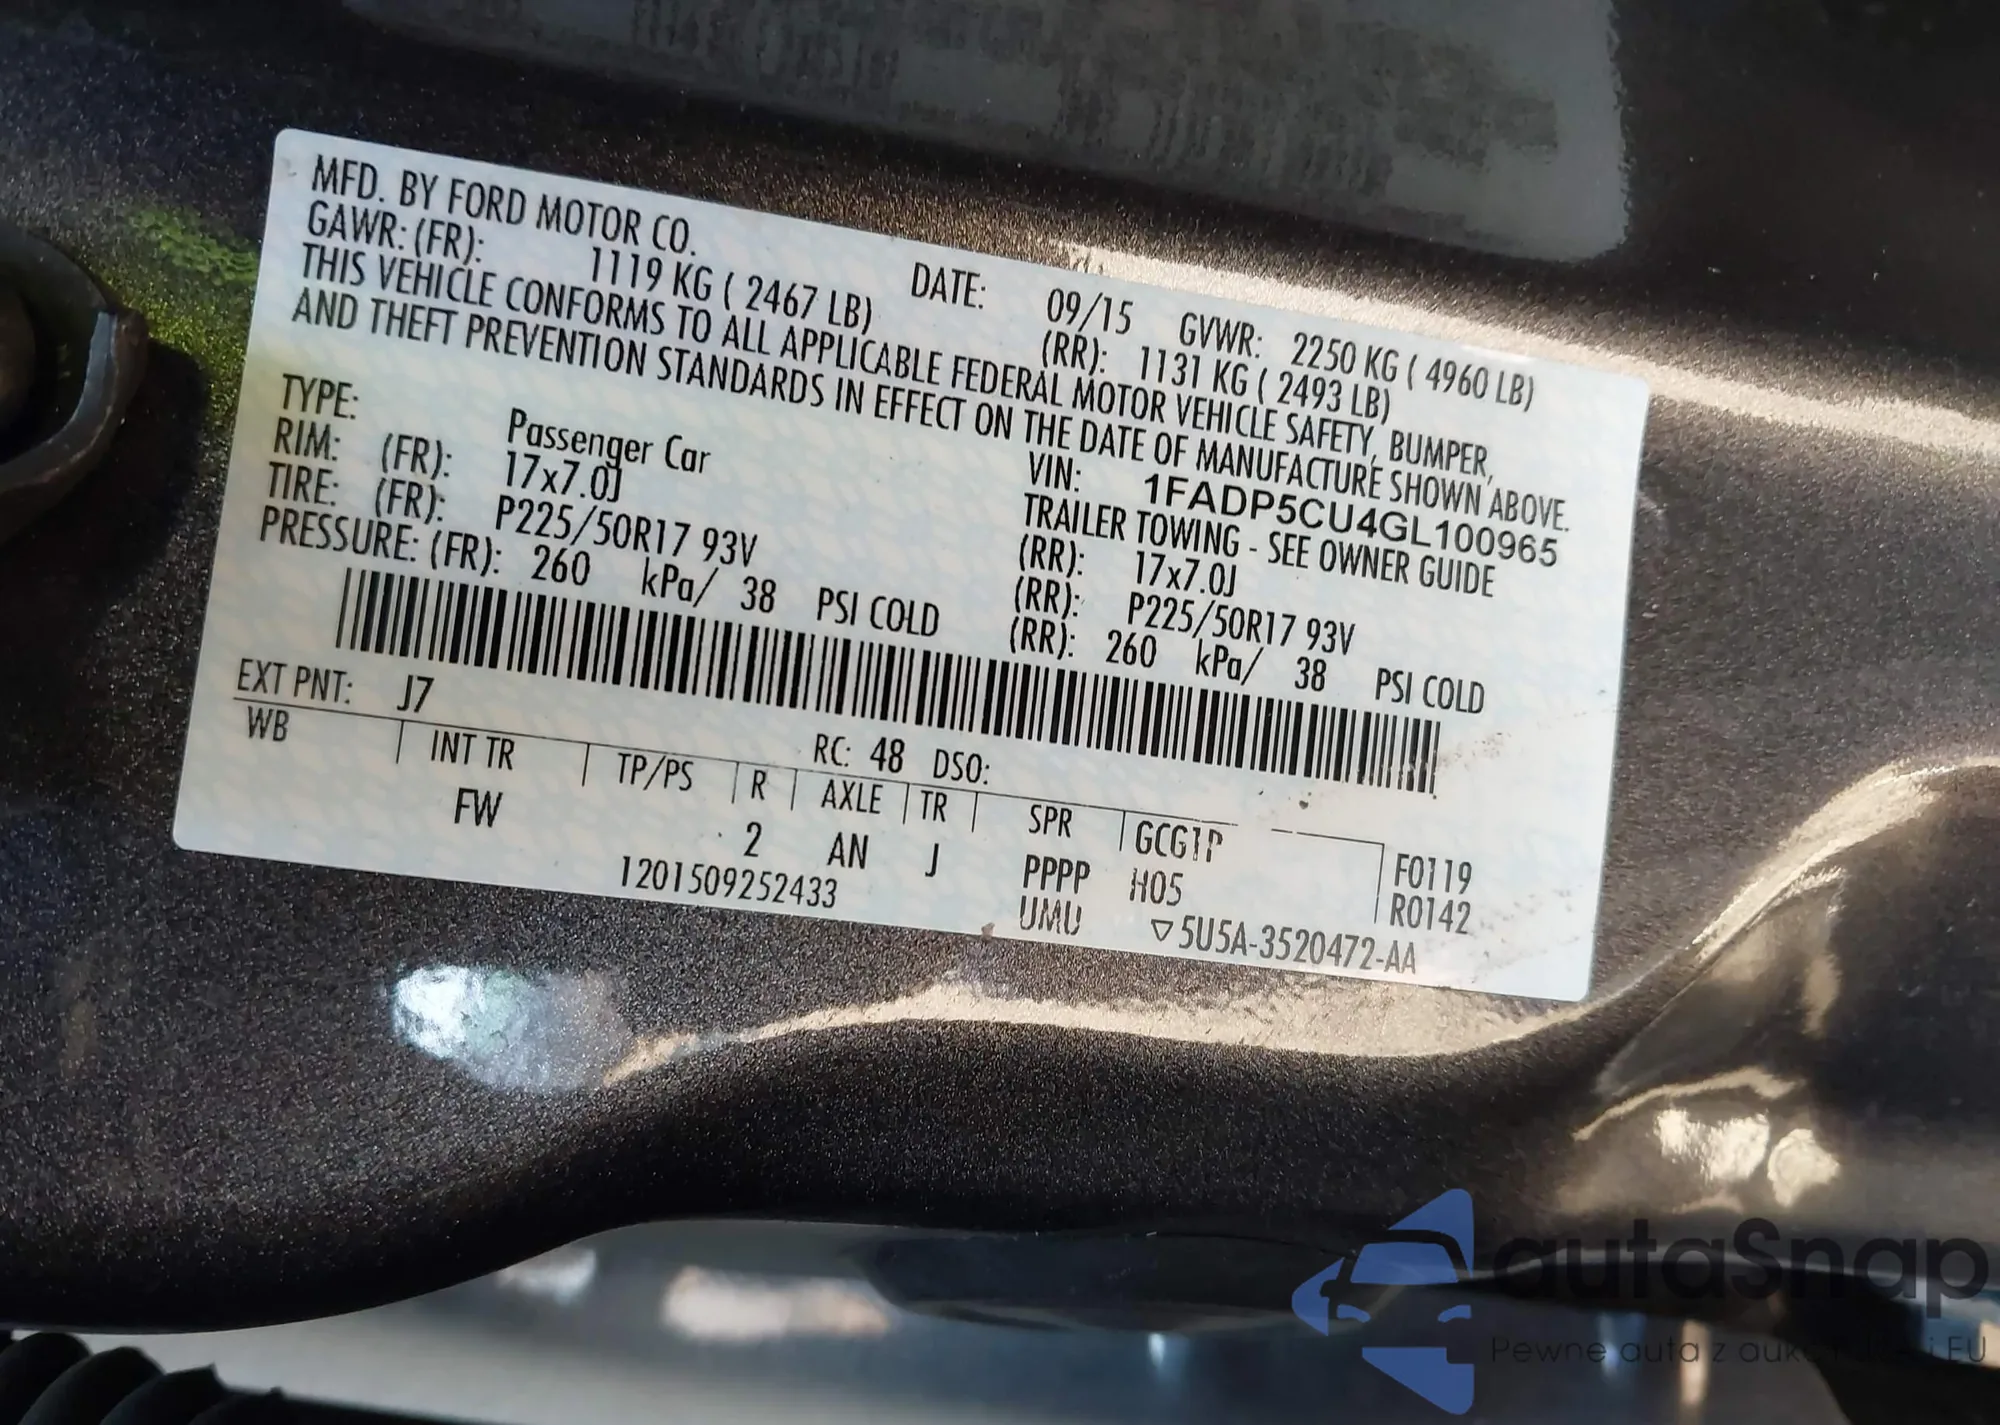 MFD. BY FORD MOTOR CO. DATE: 09/15 GVWR: 2250 KG ( 4960 LB)
GAWR: (FR): 1119 KG ( 2467 LB) (RR): 1131 KG ( 2493 LB)
THIS VEHICLE CONFORMS TO ALL APPLICABLE FEDERAL MOTOR VEHICLE SAFETY, BUMPER,
AND THEFT PREVENTION STANDARDS IN EFFECT ON THE DATE OF MANUFACTURE SHOWN ABOVE.
VIN: 1FADP5CU4GL100965
TYPE: Passenger Car TRAILER TOWING - SEE OWNER GUIDE
RIM: (FR): 17x7.0J (RR): 17x7.0J
TIRE: (FR): P225/50R17 93V (RR): P225/50R17 93V
PRESSURE: (FR): 260 kPa/ 38 PSI COLD (RR): 260 kPa/ 38 PSI COLD
EXT PNT: J7 RC: 48 DSO:
WB INT TR TP/PS R AXLE TR SPR GCG1P F0119
FW 2 AN J PPPP H05 R0142
1201509252433 UMU ▽5U5A-3520472-AA
autaSnap
Pewne auta z EU